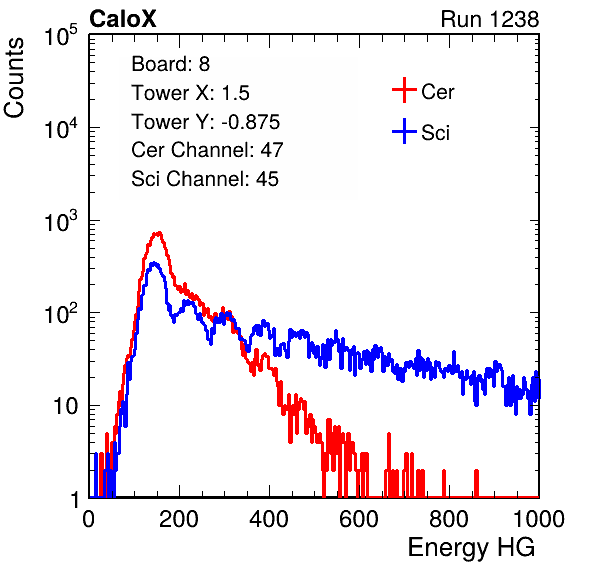 CaloX Run 1238
10^5
Counts
Board: 8
Tower X: 1.5
Tower Y: -0.875
Cer Channel: 47
Sci Channel: 45
Cer
Sci
10^4
10^3
10^2
10
1
0 200 400 600 800 1000
Energy HG